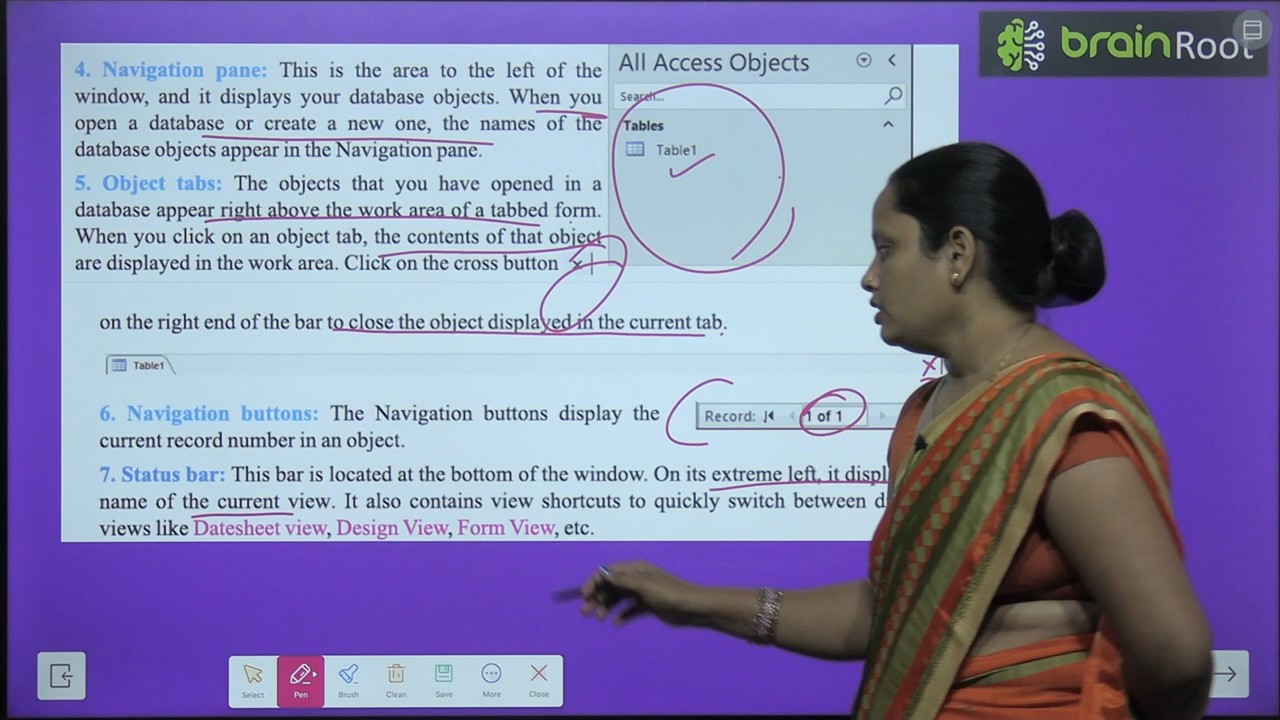 brainRoot
4. Navigation pane: This is the area to the left of the
window, and it displays your database objects. When you
open a database or create a new one, the names of the
database objects appear in the Navigation pane.
All Access Objects
Search...
Tables
Table1
5. Object tabs: The objects that you have opened in a
database appear right above the work area of a tabbed form.
When you click on an object tab, the contents of that object
are displayed in the work area. Click on the cross button ×
on the right end of the bar to close the object displayed in the current tab.
Table1
×
6. Navigation buttons: The Navigation buttons display the
current record number in an object.
Record: 1 of 1
7. Status bar: This bar is located at the bottom of the window. On its extreme left, it displ
name of the current view. It also contains view shortcuts to quickly switch between d
views like Datesheet view, Design View, Form View, etc.
Select Pen Brush Clean Save More Close